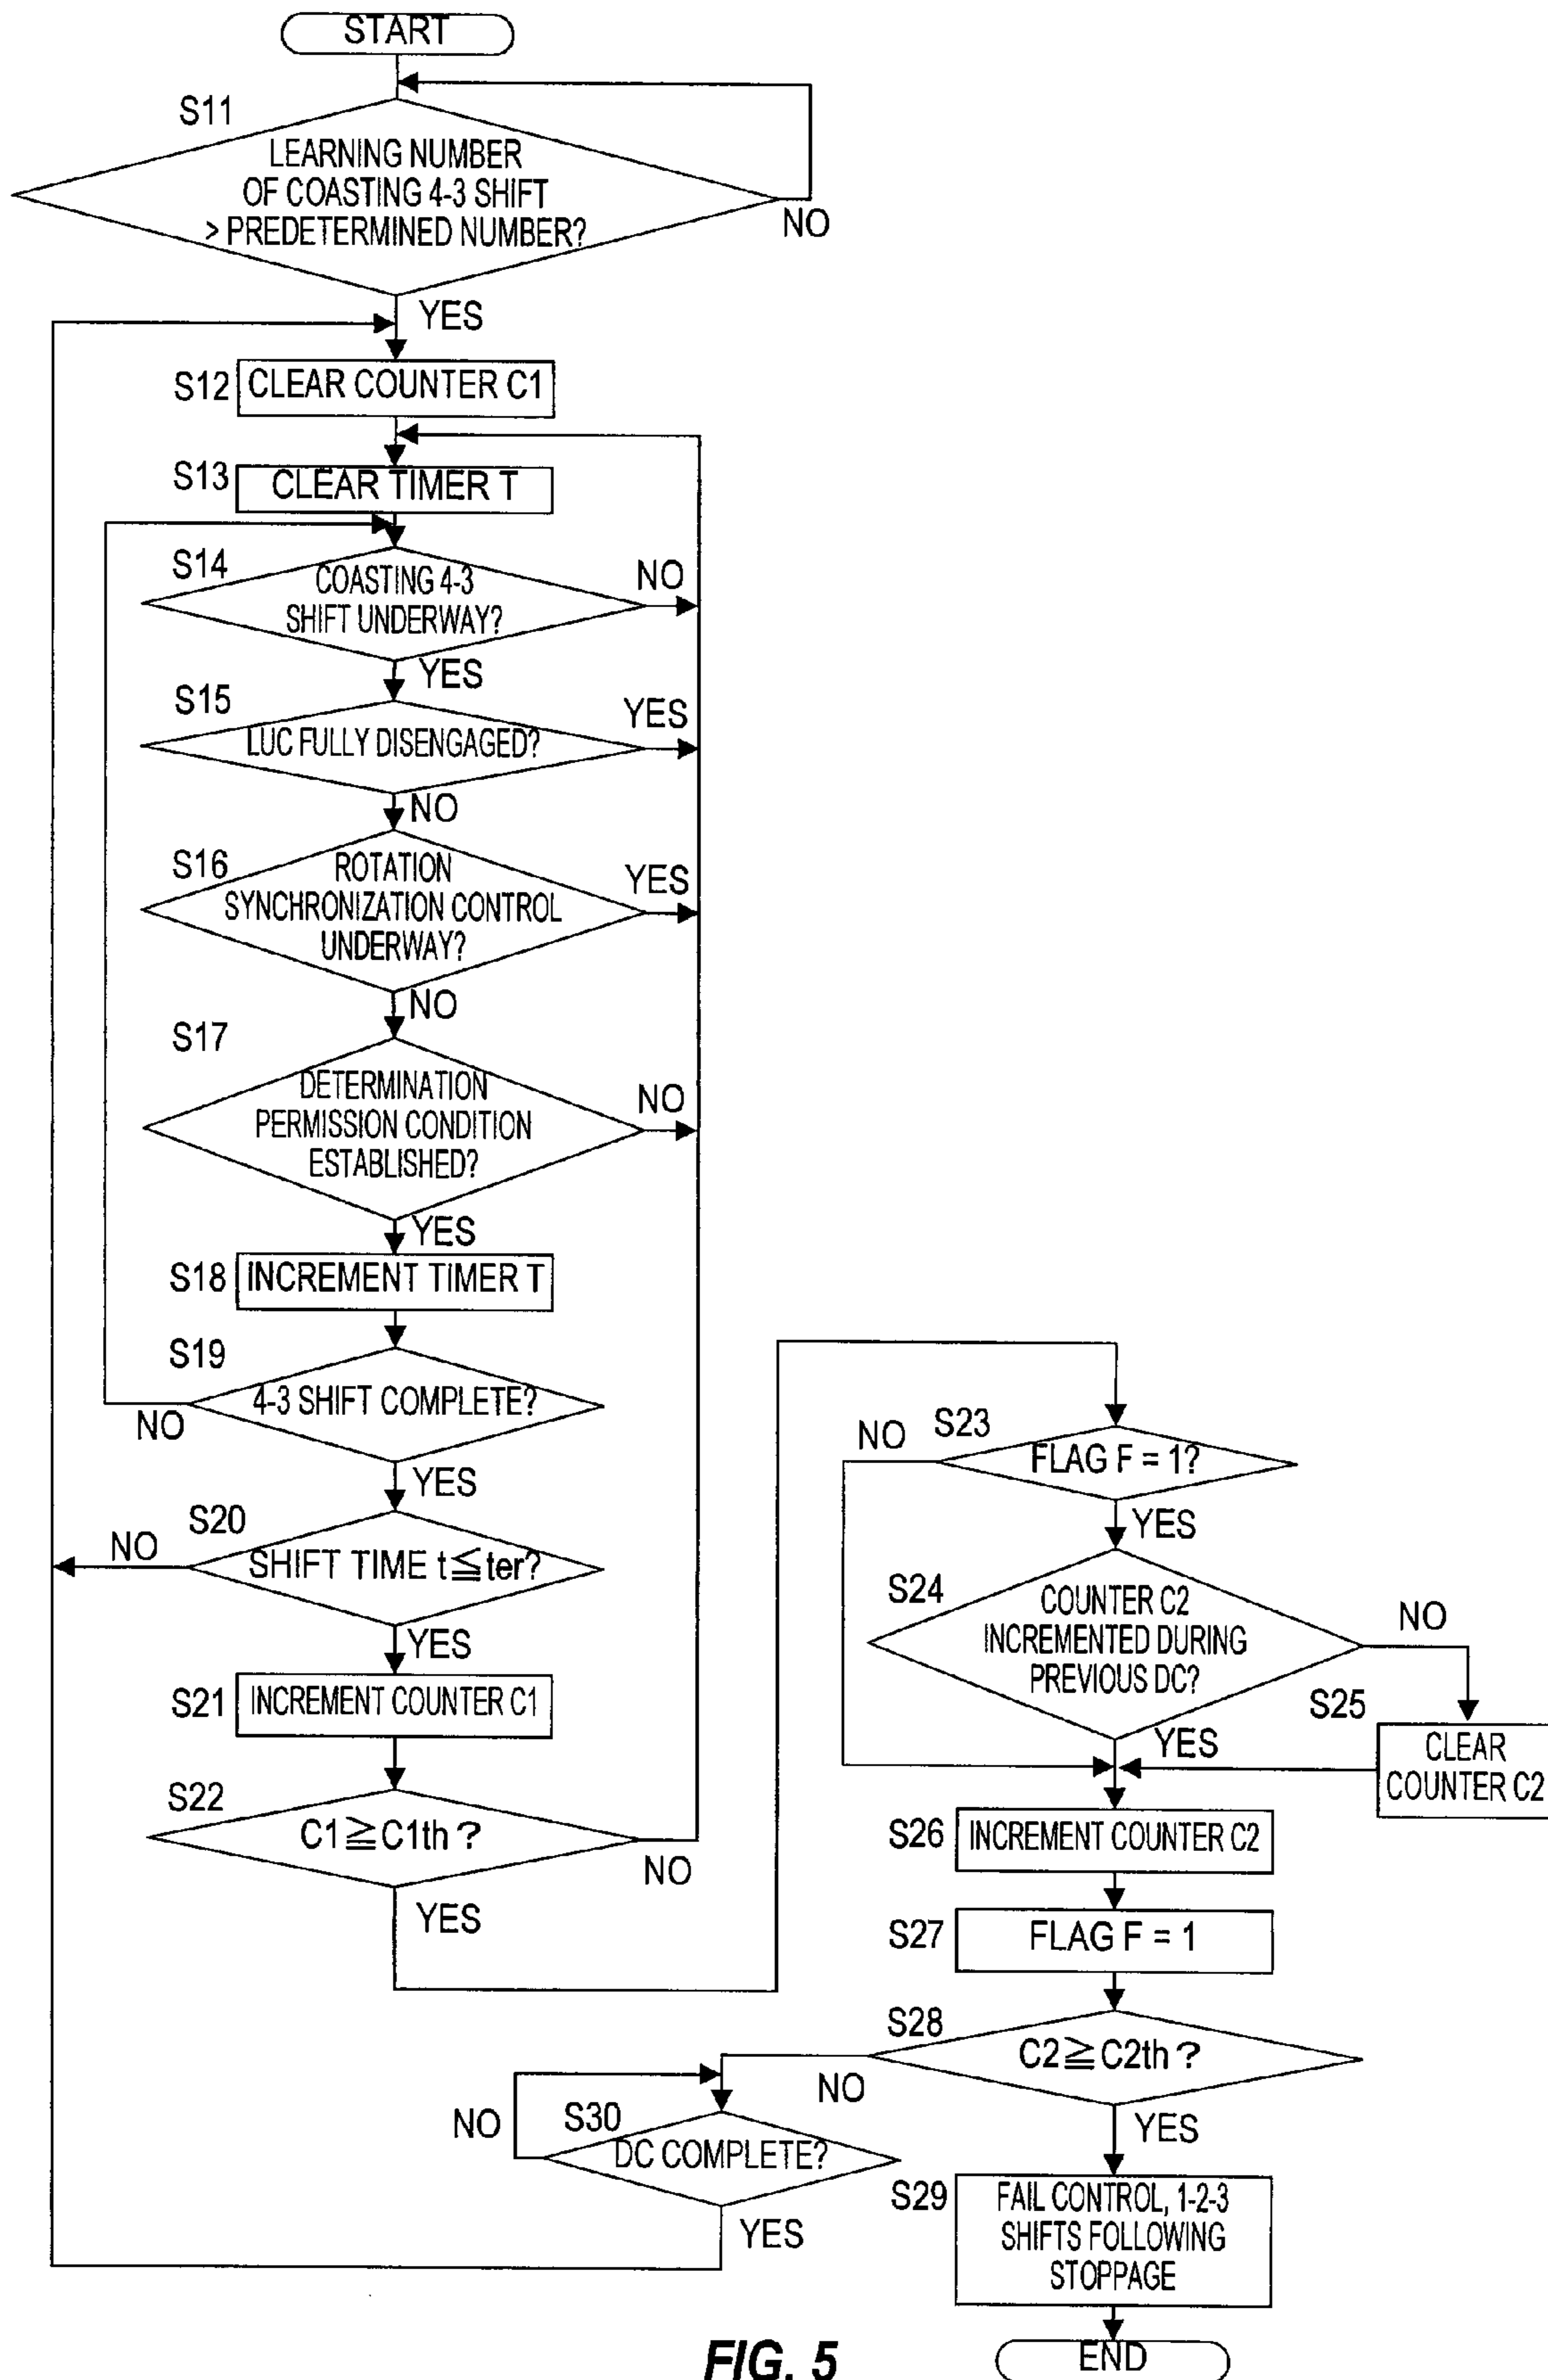 START
S11
LEARNING NUMBER
OF COASTING 4-3 SHIFT
> PREDETERMINED NUMBER?
NO
YES
S12
CLEAR COUNTER C1
S13
CLEAR TIMER T
S14
COASTING 4-3
SHIFT UNDERWAY?
NO
YES
S15
LUC FULLY DISENGAGED?
YES
NO
S16
ROTATION
SYNCHRONIZATION CONTROL
UNDERWAY?
YES
NO
S17
DETERMINATION
PERMISSION CONDITION
ESTABLISHED?
NO
YES
S18
INCREMENT TIMER T
S19
4-3 SHIFT COMPLETE?
NO
YES
S20
SHIFT TIME t≦ter?
NO
YES
S21
INCREMENT COUNTER C1
S22
C1≧C1th ?
NO
YES
S23
FLAG F = 1?
NO
YES
S24
COUNTER C2
INCREMENTED DURING
PREVIOUS DC?
NO
YES
S25
CLEAR
COUNTER C2
S26
INCREMENT COUNTER C2
S27
FLAG F = 1
S28
C2≧C2th ?
NO
YES
S30
DC COMPLETE?
NO
YES
S29
FAIL CONTROL, 1-2-3
SHIFTS FOLLOWING
STOPPAGE
END
FIG. 5